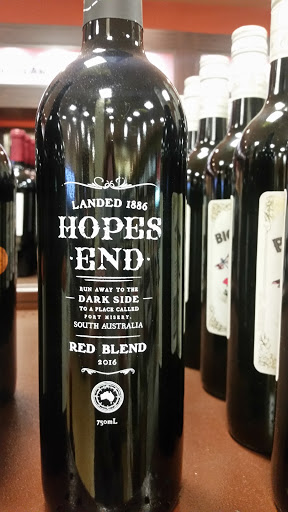 LANDED 1886
HOPES
·END·
RUN AWAY TO THE
DARK SIDE
TO A PLACE CALLED
PORT MISERY,
SOUTH AUSTRALIA
RED BLEND
2016
750mL